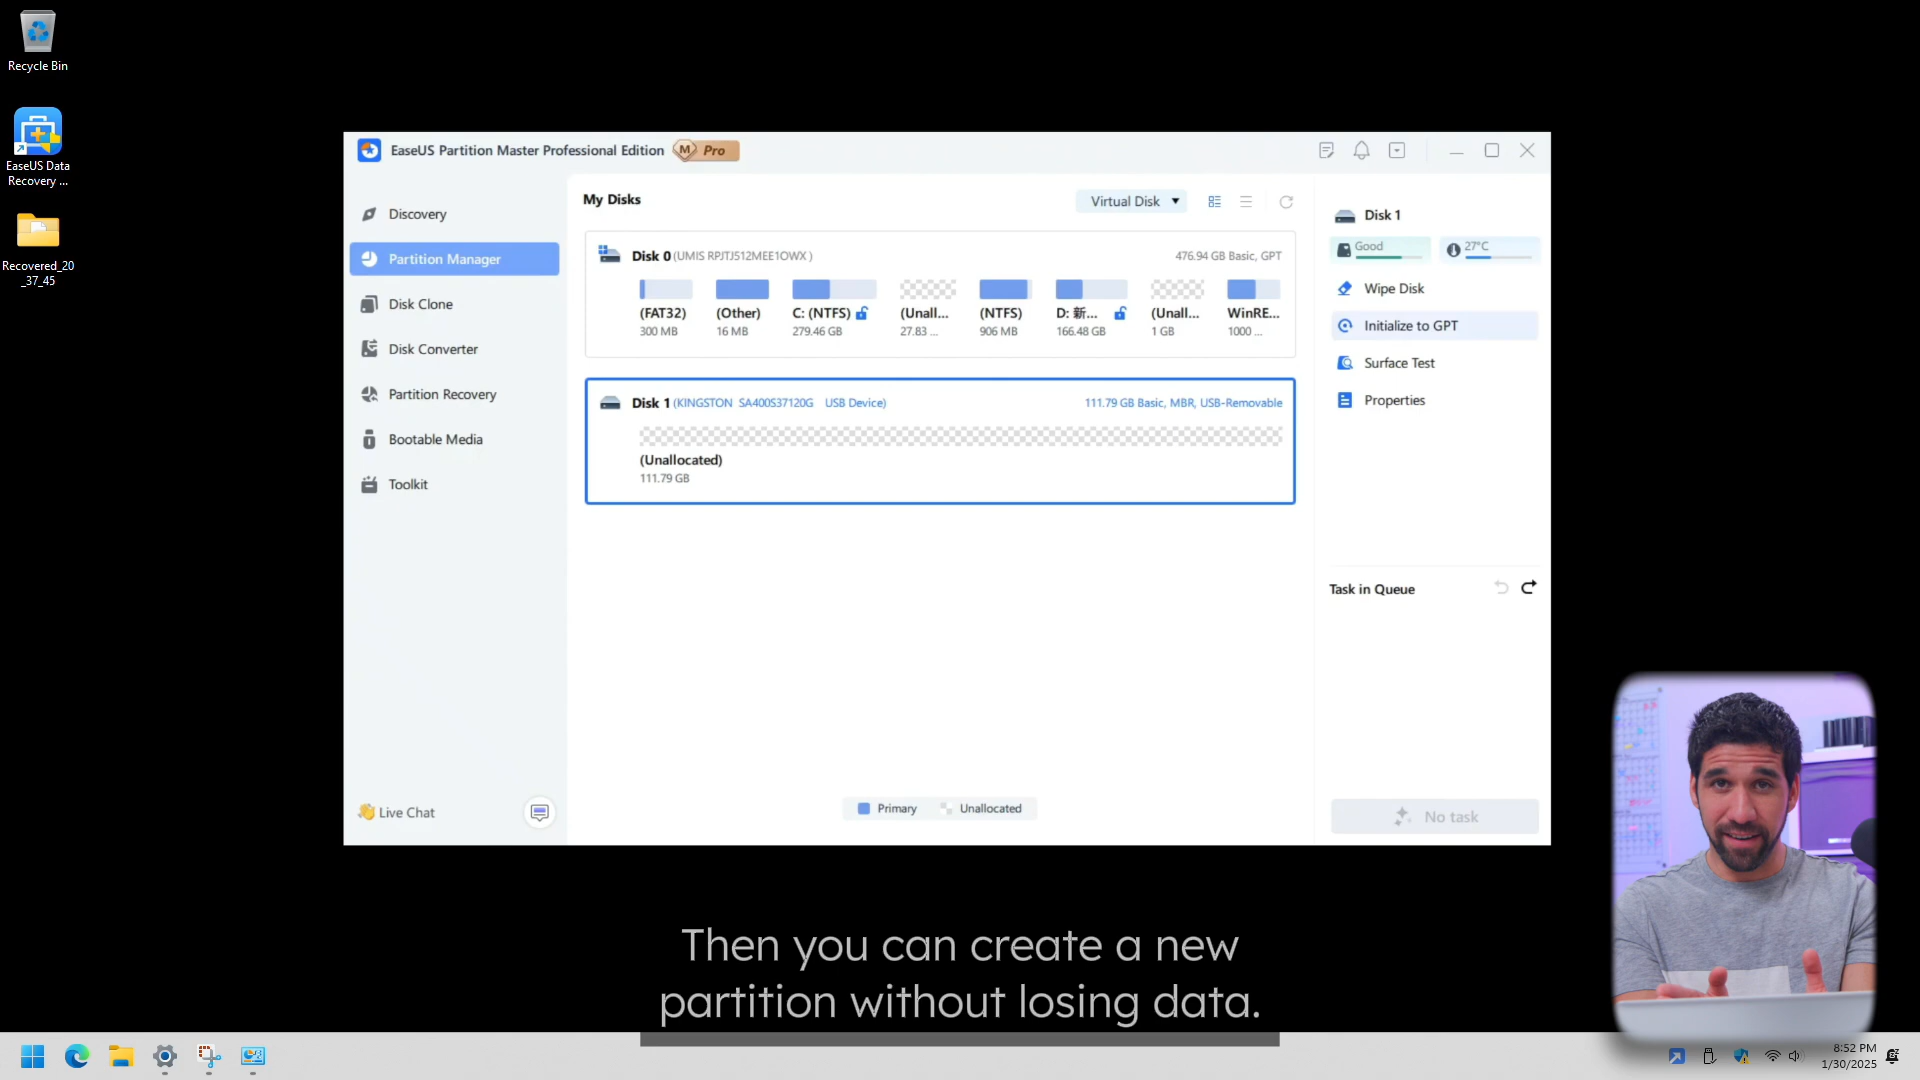 Recycle Bin
EaseUS Data
Recovery ...
Recovered_20
_37_45
EaseUS Partition Master Professional Edition
M Pro
Discovery
Partition Manager
Disk Clone
Disk Converter
Partition Recovery
Bootable Media
Toolkit
Live Chat
My Disks
Virtual Disk
Disk 0 (UMIS RPJTJ512MEE1OWX )
476.94 GB Basic, GPT
(FAT32)
300 MB
(Other)
16 MB
C: (NTFS)
279.46 GB
(Unall...
27.83 ...
(NTFS)
906 MB
D: 新...
166.48 GB
(Unall...
1 GB
WinRE...
1000 ...
Disk 1 (KINGSTON SA400S37120G USB Device)
111.79 GB Basic, MBR, USB-Removable
(Unallocated)
111.79 GB
Primary
Unallocated
Disk 1
Good
27°C
Wipe Disk
Initialize to GPT
Surface Test
Properties
Task in Queue
No task
Then you can create a new
partition without losing data.
8:52 PM
1/30/2025